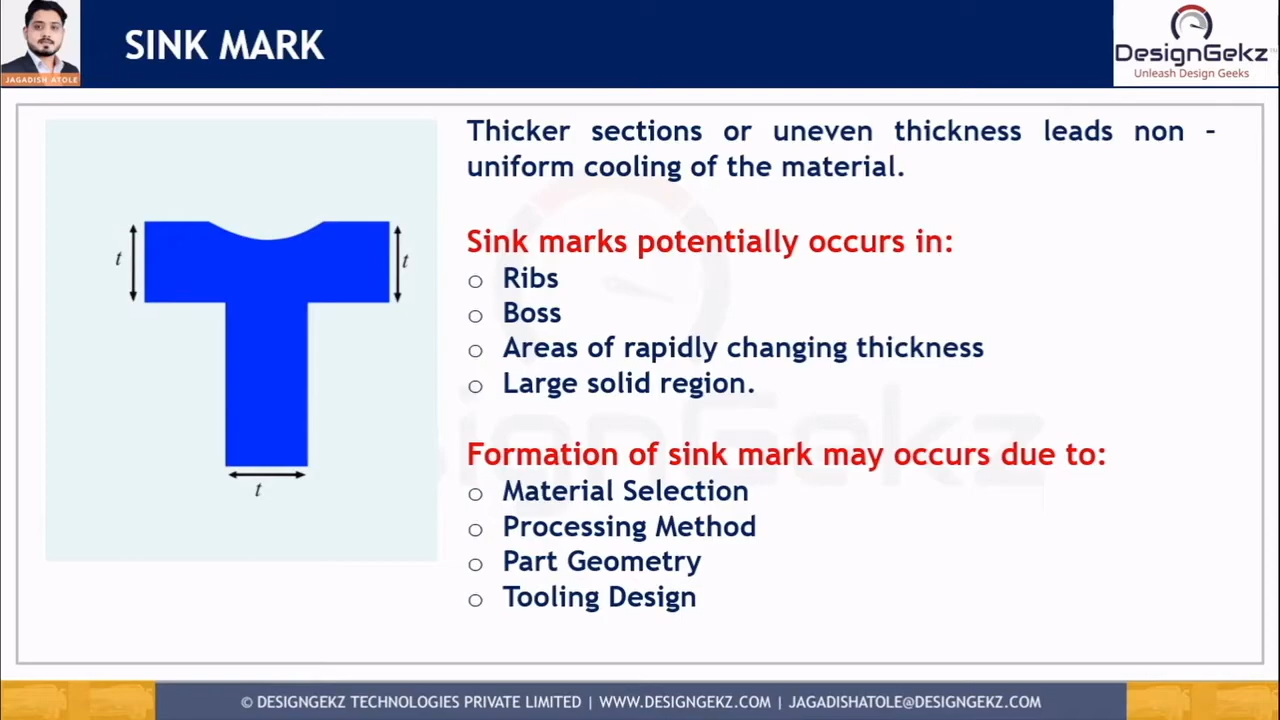 JAGADISH ATOLE
SINK MARK
DesignGekz
Unleash Design Geeks
Thicker sections or uneven thickness leads non -
uniform cooling of the material.
Sink marks potentially occurs in:
o Ribs
o Boss
o Areas of rapidly changing thickness
o Large solid region.
Formation of sink mark may occurs due to:
o Material Selection
o Processing Method
o Part Geometry
o Tooling Design
t
t
t
© DESIGNGEKZ TECHNOLOGIES PRIVATE LIMITED | WWW.DESIGNGEKZ.COM | JAGADISHATOLE@DESIGNGEKZ.COM